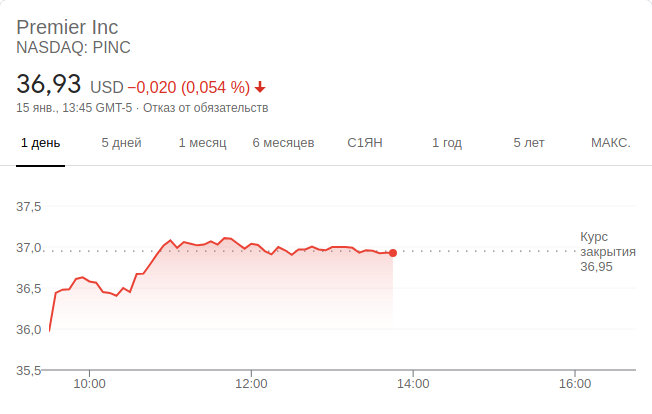 Premier Inc
NASDAQ: PINC
36,93 USD −0,020 (0,054 %)
15 янв., 13:45 GMT-5 · Отказ от обязательств
1 день 5 дней 1 месяц 6 месяцев С1ЯН 1 год 5 лет МАКС.
37,5
37,0
36,5
36,0
35,5
Курс
закрытия
36,95
10:00 12:00 14:00 16:00